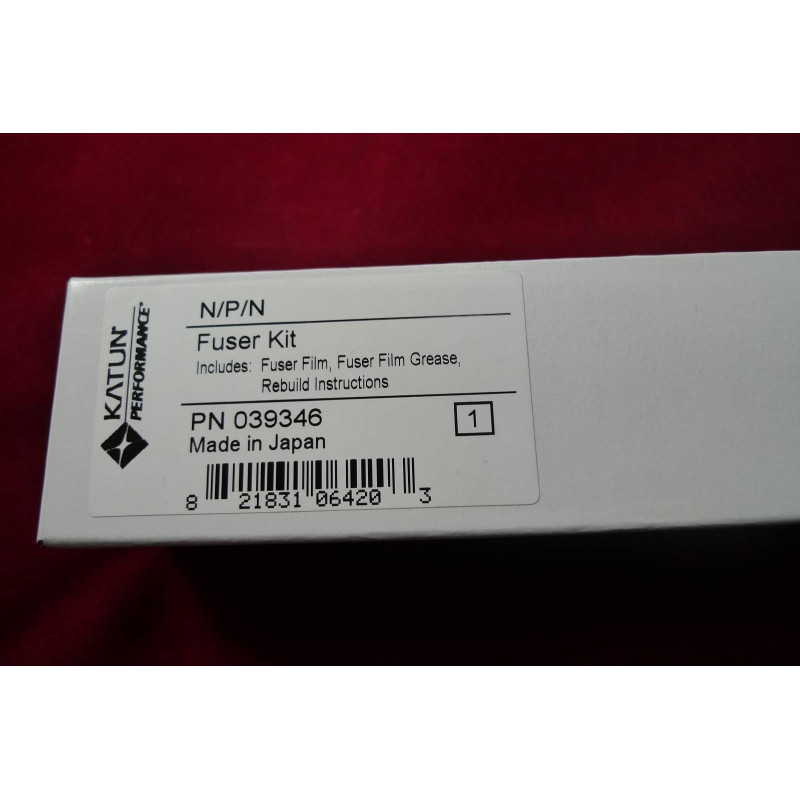 KATUN®
PERFORMANCE®
N/P/N
Fuser Kit
Includes: Fuser Film, Fuser Film Grease,
Rebuild Instructions
PN 039346
1
Made in Japan
8 21831 06420 3